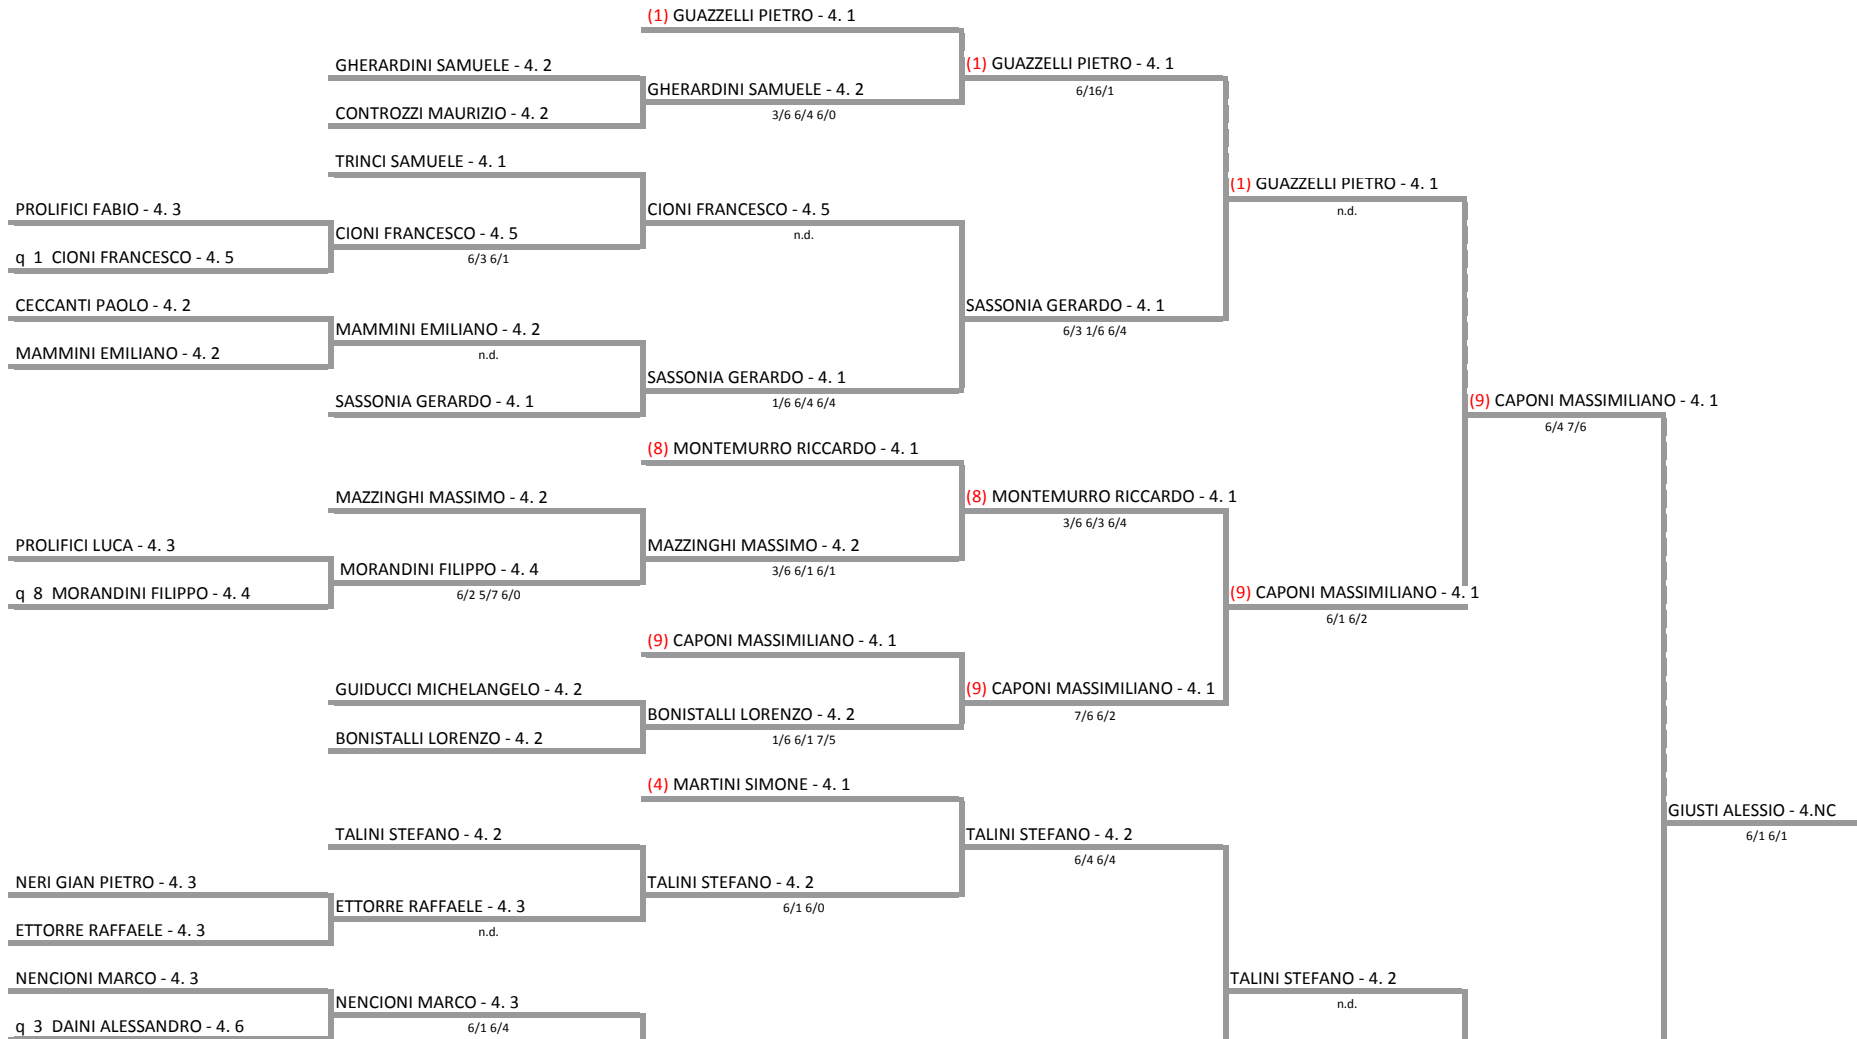 (1) GUAZZELLI PIETRO - 4. 1
GHERARDINI SAMUELE - 4. 2
(1) GUAZZELLI PIETRO - 4. 1
GHERARDINI SAMUELE - 4. 2
6/16/1
CONTROZZI MAURIZIO - 4. 2
3/6 6/4 6/0
TRINCI SAMUELE - 4. 1
(1) GUAZZELLI PIETRO - 4. 1
PROLIFICI FABIO - 4. 3
CIONI FRANCESCO - 4. 5
n.d.
CIONI FRANCESCO - 4. 5
n.d.
q 1 CIONI FRANCESCO - 4. 5
6/3 6/1
CECCANTI PAOLO - 4. 2
SASSONIA GERARDO - 4. 1
MAMMINI EMILIANO - 4. 2
6/3 1/6 6/4
MAMMINI EMILIANO - 4. 2
n.d.
SASSONIA GERARDO - 4. 1
SASSONIA GERARDO - 4. 1
1/6 6/4 6/4
(9) CAPONI MASSIMILIANO - 4. 1
6/4 7/6
(8) MONTEMURRO RICCARDO - 4. 1
MAZZINGHI MASSIMO - 4. 2
(8) MONTEMURRO RICCARDO - 4. 1
3/6 6/3 6/4
PROLIFICI LUCA - 4. 3
MAZZINGHI MASSIMO - 4. 2
MORANDINI FILIPPO - 4. 4
3/6 6/1 6/1
q 8 MORANDINI FILIPPO - 4. 4
6/2 5/7 6/0
(9) CAPONI MASSIMILIANO - 4. 1
6/1 6/2
(9) CAPONI MASSIMILIANO - 4. 1
GUIDUCCI MICHELANGELO - 4. 2
(9) CAPONI MASSIMILIANO - 4. 1
BONISTALLI LORENZO - 4. 2
7/6 6/2
BONISTALLI LORENZO - 4. 2
1/6 6/1 7/5
(4) MARTINI SIMONE - 4. 1
GIUSTI ALESSIO - 4.NC
TALINI STEFANO - 4. 2
TALINI STEFANO - 4. 2
6/1 6/1
6/4 6/4
NERI GIAN PIETRO - 4. 3
TALINI STEFANO - 4. 2
ETTORRE RAFFAELE - 4. 3
6/1 6/0
ETTORRE RAFFAELE - 4. 3
n.d.
NENCIONI MARCO - 4. 3
TALINI STEFANO - 4. 2
NENCIONI MARCO - 4. 3
n.d.
q 3 DAINI ALESSANDRO - 4. 6
6/1 6/4